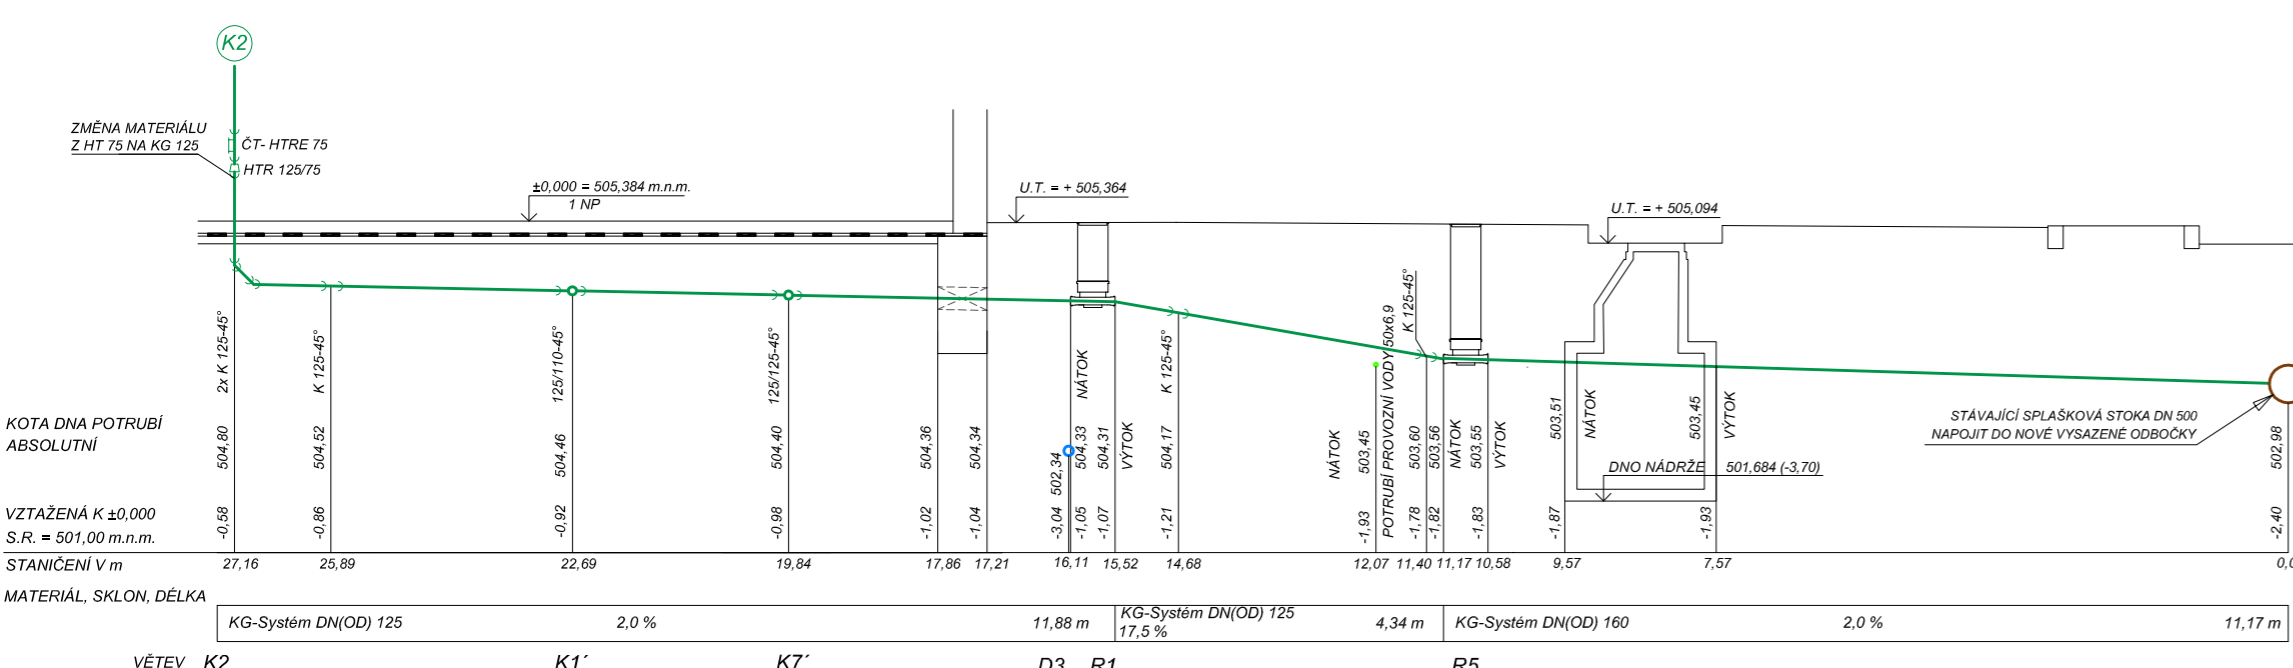 K2
ZMĚNA MATERIÁLU
Z HT 75 NA KG 125
ČT- HTRE 75
HTR 125/75
±0,000 = 505,384 m.n.m.
1 NP
U.T. = + 505,364
U.T. = + 505,094
2x K 125-45°
K 125-45°
125/110-45°
125/125-45°
NÁTOK
VÝTOK
K 125-45°
NÁTOK
POTRUBÍ PROVOZNÍ VODY 50x6,9
K 125-45°
NÁTOK
VÝTOK
NÁTOK
VÝTOK
STÁVAJÍCÍ SPLAŠKOVÁ STOKA DN 500
NAPOJIT DO NOVÉ VYSAZENÉ ODBOČKY
DNO NÁDRŽE 501,684 (-3,70)
KOTA DNA POTRUBÍ
ABSOLUTNÍ
504,80 504,52 504,46 504,40 504,36 504,34 502,34 504,33 504,31 504,17 503,45 503,60 503,56 503,55 503,51 503,45 502,98
VZTAŽENÁ K ±0,000
S.R. = 501,00 m.n.m.
-0,58 -0,86 -0,92 -0,98 -1,02 -1,04 -3,04 -1,05 -1,07 -1,21 -1,93 -1,78 -1,82 -1,83 -1,87 -1,93 -2,40
STANIČENÍ V m 27,16 25,89 22,69 19,84 17,86 17,21 16,11 15,52 14,68 12,07 11,40 11,17 10,58 9,57 7,57 0,0
MATERIÁL, SKLON, DÉLKA
KG-Systém DN(OD) 125 2,0 % 11,88 m
KG-Systém DN(OD) 125
17,5 % 4,34 m
KG-Systém DN(OD) 160 2,0 % 11,17 m
VĚTEV K2 K1´ K7´ D3 R1 R5